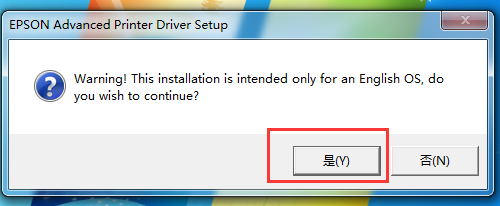 EPSON Advanced Printer Driver Setup
Warning! This installation is intended only for an English OS, do
you wish to continue?
是(Y)
否(N)